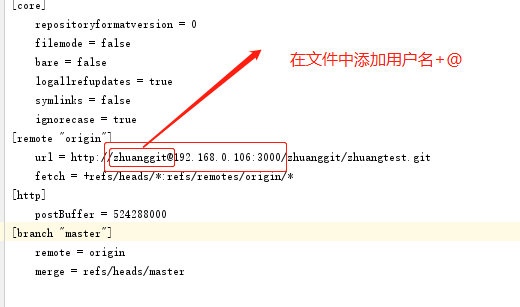 [core]
repositoryformatversion = 0
filemode = false
bare = false
logallrefupdates = true
symlinks = false
ignorecase = true
在文件中添加用户名+@
[remote "origin"]
url = http://zhuanggit@192.168.0.106:3000/zhuanggit/zhuangtest.git
fetch = +refs/heads/*:refs/remotes/origin/*
[http]
postBuffer = 524288000
[branch "master"]
remote = origin
merge = refs/heads/master